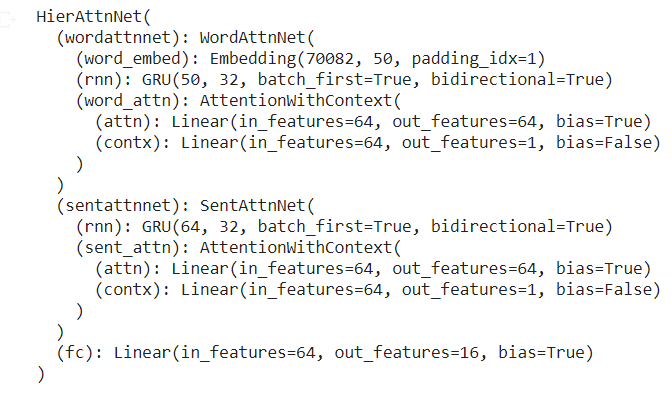 HierAttnNet(
  (wordattnnet): WordAttnNet(
    (word_embed): Embedding(70082, 50, padding_idx=1)
    (rnn): GRU(50, 32, batch_first=True, bidirectional=True)
    (word_attn): AttentionWithContext(
      (attn): Linear(in_features=64, out_features=64, bias=True)
      (contx): Linear(in_features=64, out_features=1, bias=False)
    )
  )
  (sentattnnet): SentAttnNet(
    (rnn): GRU(64, 32, batch_first=True, bidirectional=True)
    (sent_attn): AttentionWithContext(
      (attn): Linear(in_features=64, out_features=64, bias=True)
      (contx): Linear(in_features=64, out_features=1, bias=False)
    )
  )
  (fc): Linear(in_features=64, out_features=16, bias=True)
)